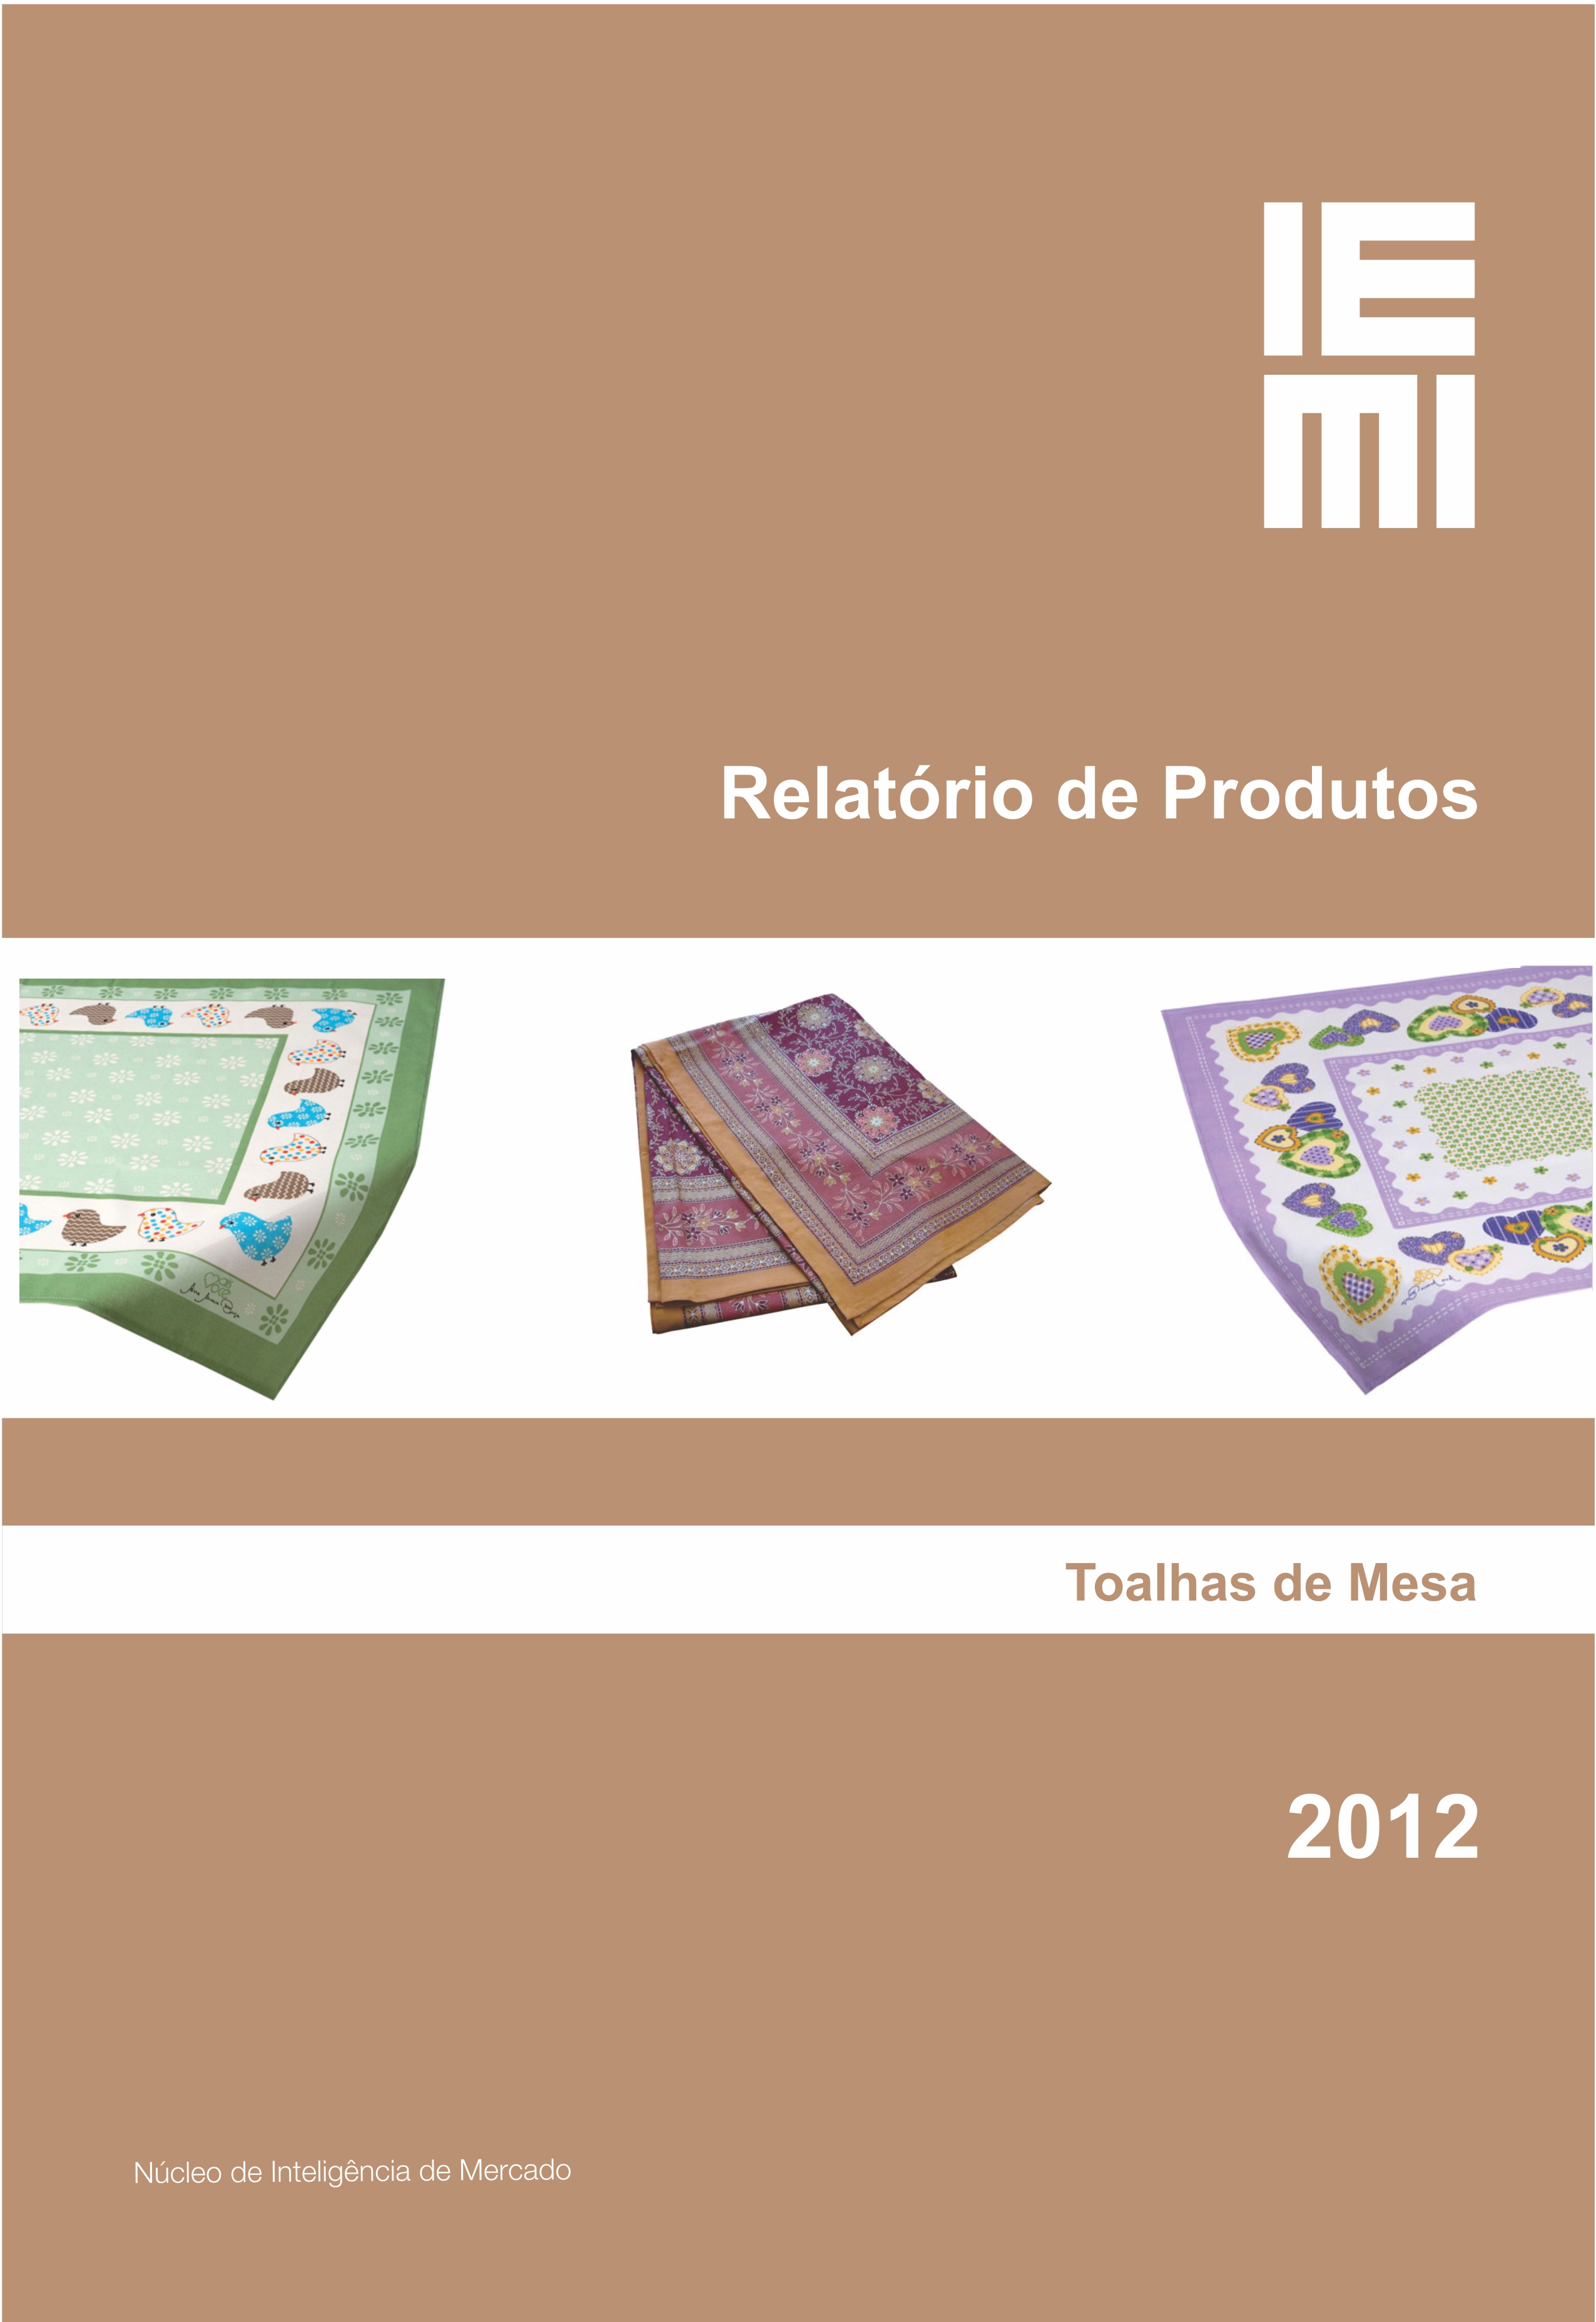 IE
MI
Relatório de Produtos
Toalhas de Mesa
2012
Núcleo de Inteligência de Mercado